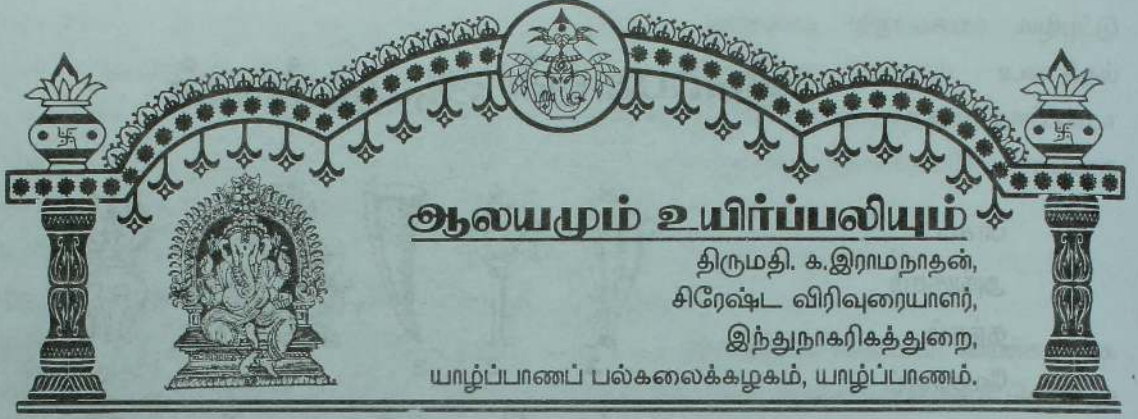 ஆலயமும் உயிர்ப்பலியும்
திருமதி. க.இராமநாதன்,
சிரேஷ்ட விரிவுரையாளர்,
இந்துநாகரிகத்துறை,
யாழ்ப்பாணப் பல்கலைக்கழகம், யாழ்ப்பாணம்.